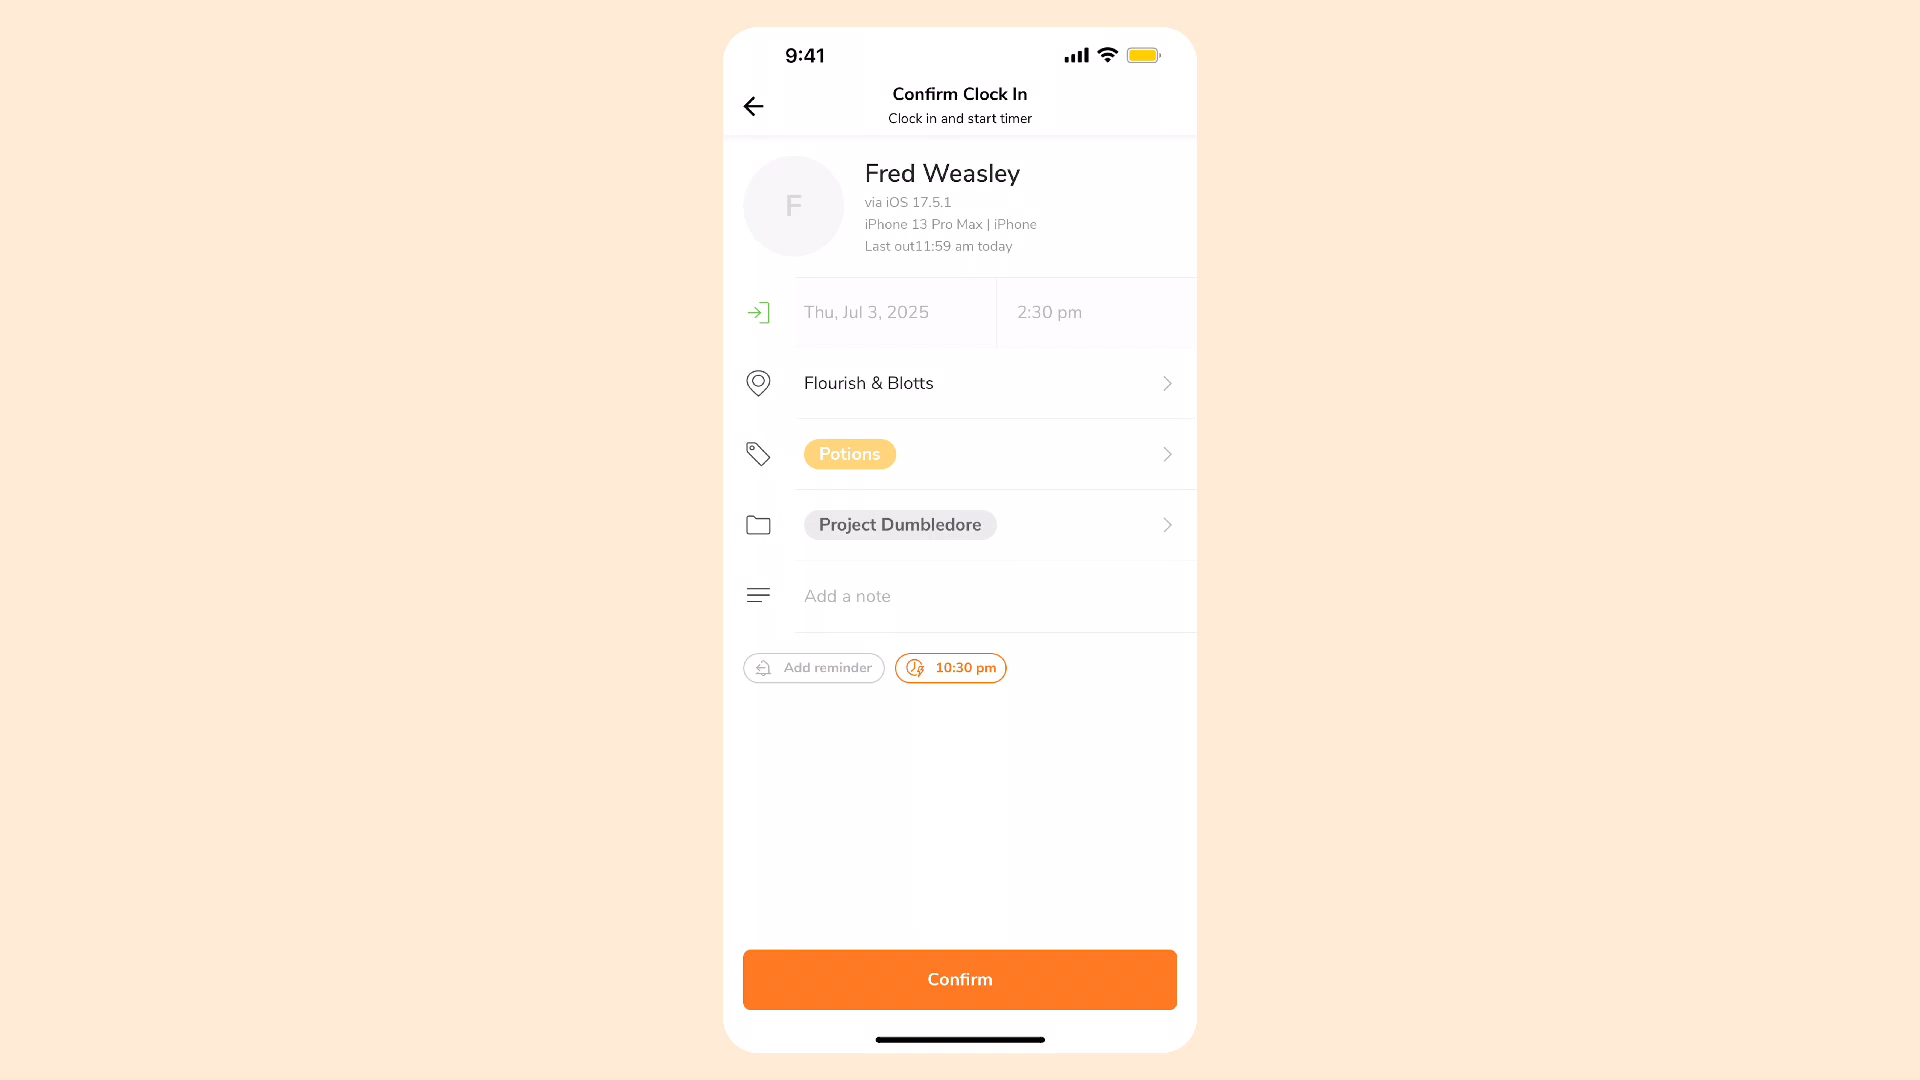 9:41
Confirm Clock In
Clock in and start timer
F
Fred Weasley
via iOS 17.5.1
iPhone 13 Pro Max | iPhone
Last out11:59 am today
Thu, Jul 3, 2025
2:30 pm
Flourish & Blotts
Potions
Project Dumbledore
Add a note
Add reminder
10:30 pm
Confirm